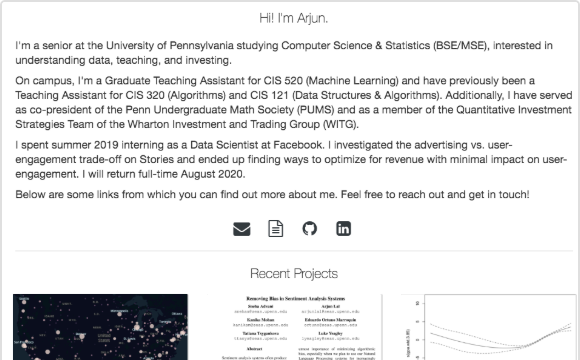 Hi! I'm Arjun.
I'm a senior at the University of Pennsylvania studying Computer Science & Statistics (BSE/MSE), interested in
understanding data, teaching, and investing.
On campus, I'm a Graduate Teaching Assistant for CIS 520 (Machine Learning) and have previously been a
Teaching Assistant for CIS 320 (Algorithms) and CIS 121 (Data Structures & Algorithms). Additionally, I have served
as co-president of the Penn Undergraduate Math Society (PUMS) and as a member of the Quantitative Investment
Strategies Team of the Wharton Investment and Trading Group (WITG).
I spent summer 2019 interning as a Data Scientist at Facebook. I investigated the advertising vs. user-
engagement trade-off on Stories and ended up finding ways to optimize for revenue with minimal impact on user-
engagement. I will return full-time August 2020.
Below are some links from which you can find out more about me. Feel free to reach out and get in touch!
in
Recent Projects
Removing Bias in Sentiment Analysis Systems
Abstract